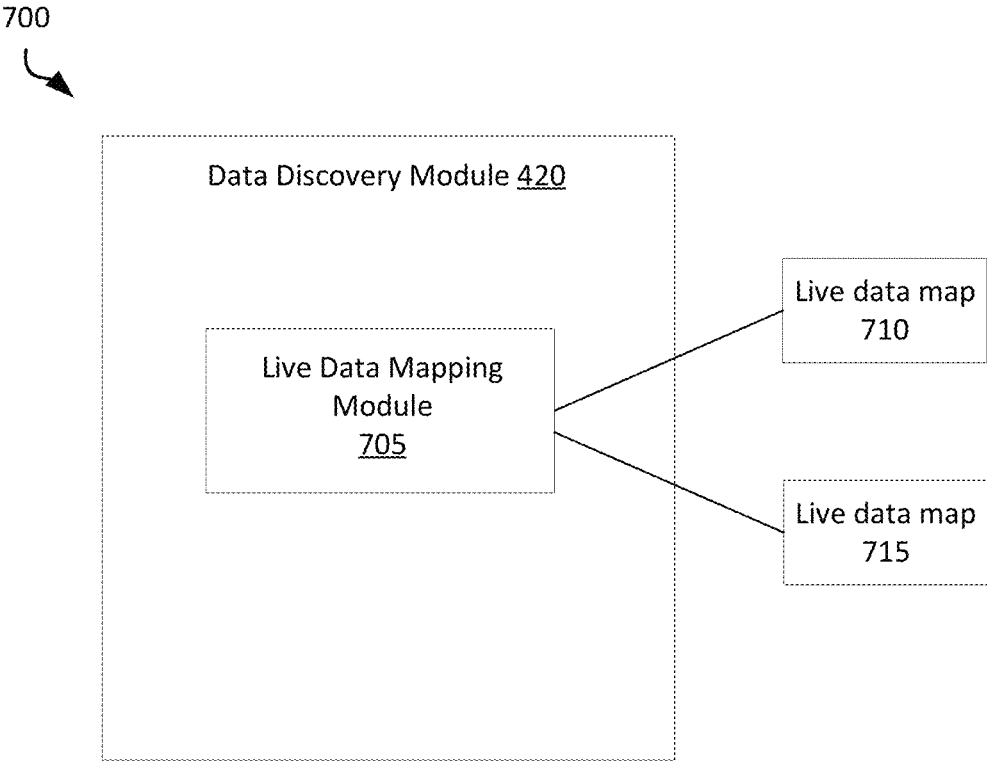 700
Data Discovery Module 420
Live data map
710
Live Data Mapping
Module
705
Live data map
715